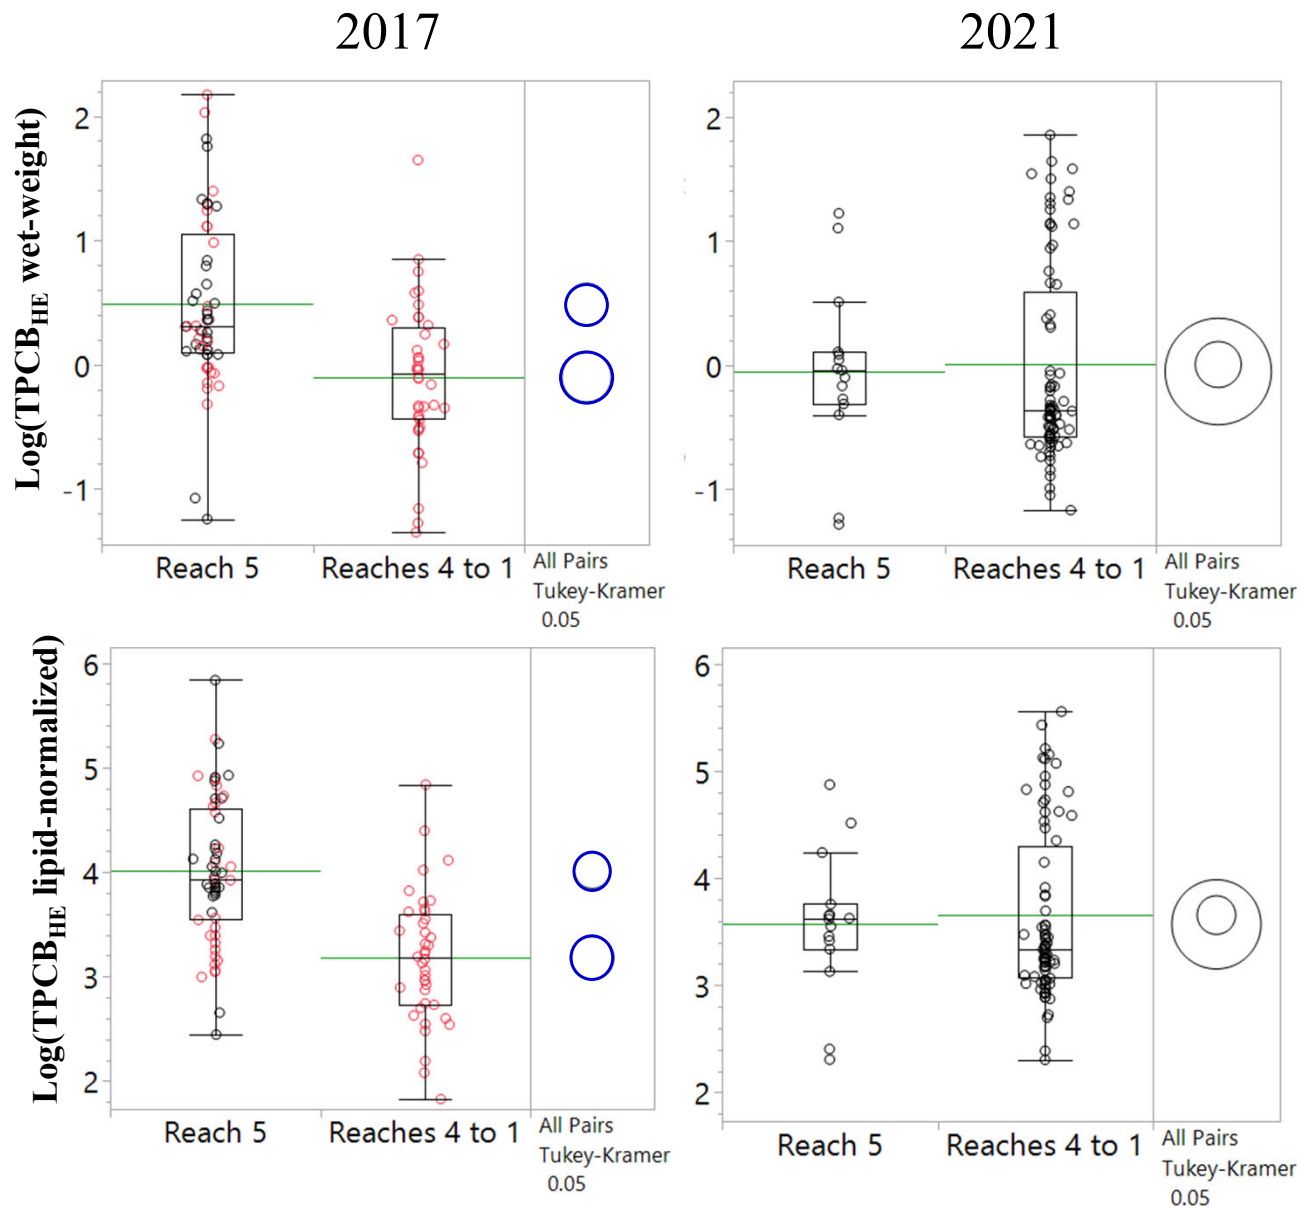 2017
2021
Log(TPCB_HE wet-weight)
2
1
0
-1
Reach 5
Reaches 4 to 1
All Pairs
Tukey-Kramer
0.05
2
1
0
-1
Reach 5
Reaches 4 to 1
All Pairs
Tukey-Kramer
0.05
Log(TPCB_HE lipid-normalized)
6
5
4
3
2
Reach 5
Reaches 4 to 1
All Pairs
Tukey-Kramer
0.05
6
5
4
3
2
Reach 5
Reaches 4 to 1
All Pairs
Tukey-Kramer
0.05